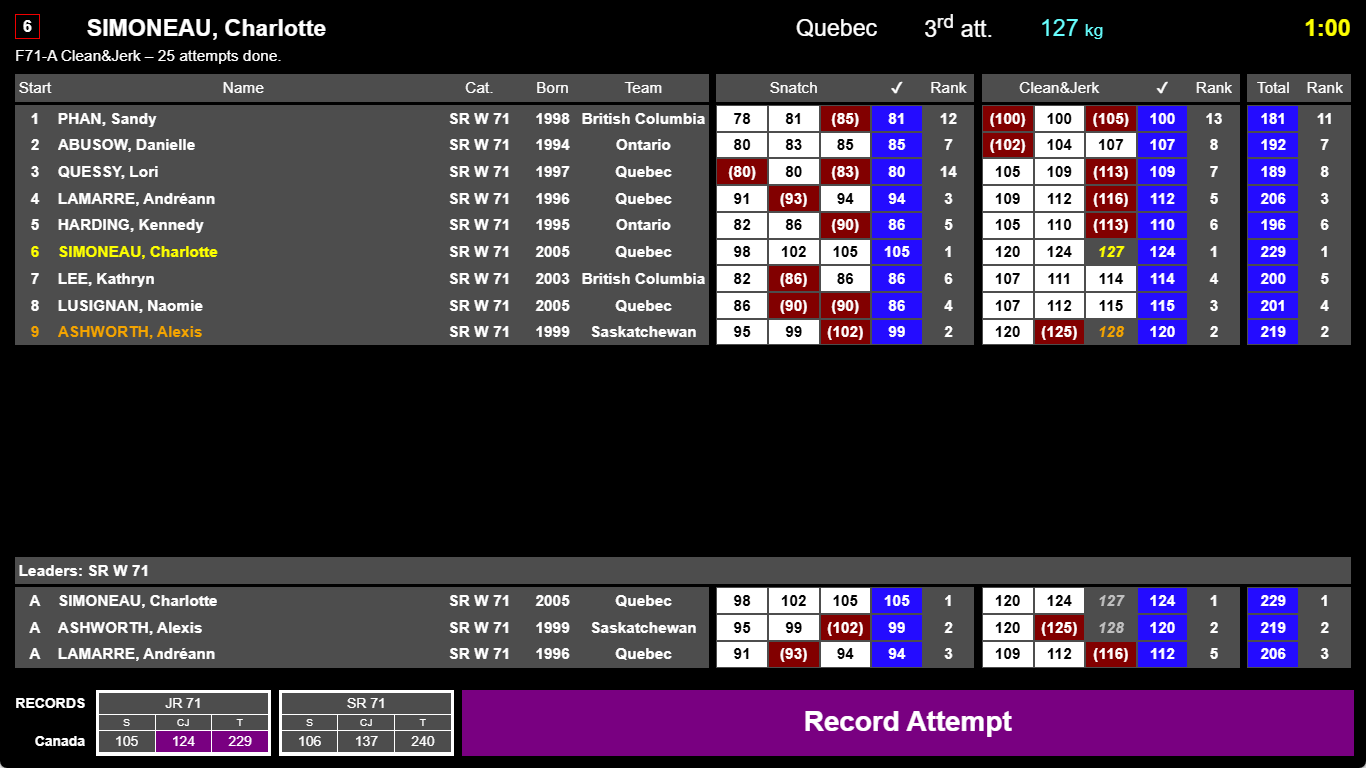 6 SIMONEAU, Charlotte Quebec 3rd att. 127 kg 1:00
F71-A Clean&Jerk – 25 attempts done.
Start Name Cat. Born Team Snatch ✓ Rank Clean&Jerk ✓ Rank Total Rank
1 PHAN, Sandy SR W 71 1998 British Columbia 78 81 (85) 81 12 (100) 100 (105) 100 13 181 11
2 ABUSOW, Danielle SR W 71 1994 Ontario 80 83 85 85 7 (102) 104 107 107 8 192 7
3 QUESSY, Lori SR W 71 1997 Quebec (80) 80 (83) 80 14 105 109 (113) 109 7 189 8
4 LAMARRE, Andréann SR W 71 1996 Quebec 91 (93) 94 94 3 109 112 (116) 112 5 206 3
5 HARDING, Kennedy SR W 71 1995 Ontario 82 86 (90) 86 5 105 110 (113) 110 6 196 6
6 SIMONEAU, Charlotte SR W 71 2005 Quebec 98 102 105 105 1 120 124 127 124 1 229 1
7 LEE, Kathryn SR W 71 2003 British Columbia 82 (86) 86 86 6 107 111 114 114 4 200 5
8 LUSIGNAN, Naomie SR W 71 2005 Quebec 86 (90) (90) 86 4 107 112 115 115 3 201 4
9 ASHWORTH, Alexis SR W 71 1999 Saskatchewan 95 99 (102) 99 2 120 (125) 128 120 2 219 2
Leaders: SR W 71
A SIMONEAU, Charlotte SR W 71 2005 Quebec 98 102 105 105 1 120 124 127 124 1 229 1
A ASHWORTH, Alexis SR W 71 1999 Saskatchewan 95 99 (102) 99 2 120 (125) 128 120 2 219 2
A LAMARRE, Andréann SR W 71 1996 Quebec 91 (93) 94 94 3 109 112 (116) 112 5 206 3
RECORDS JR 71 SR 71
S CJ T S CJ T
Canada 105 124 229 106 137 240
Record Attempt